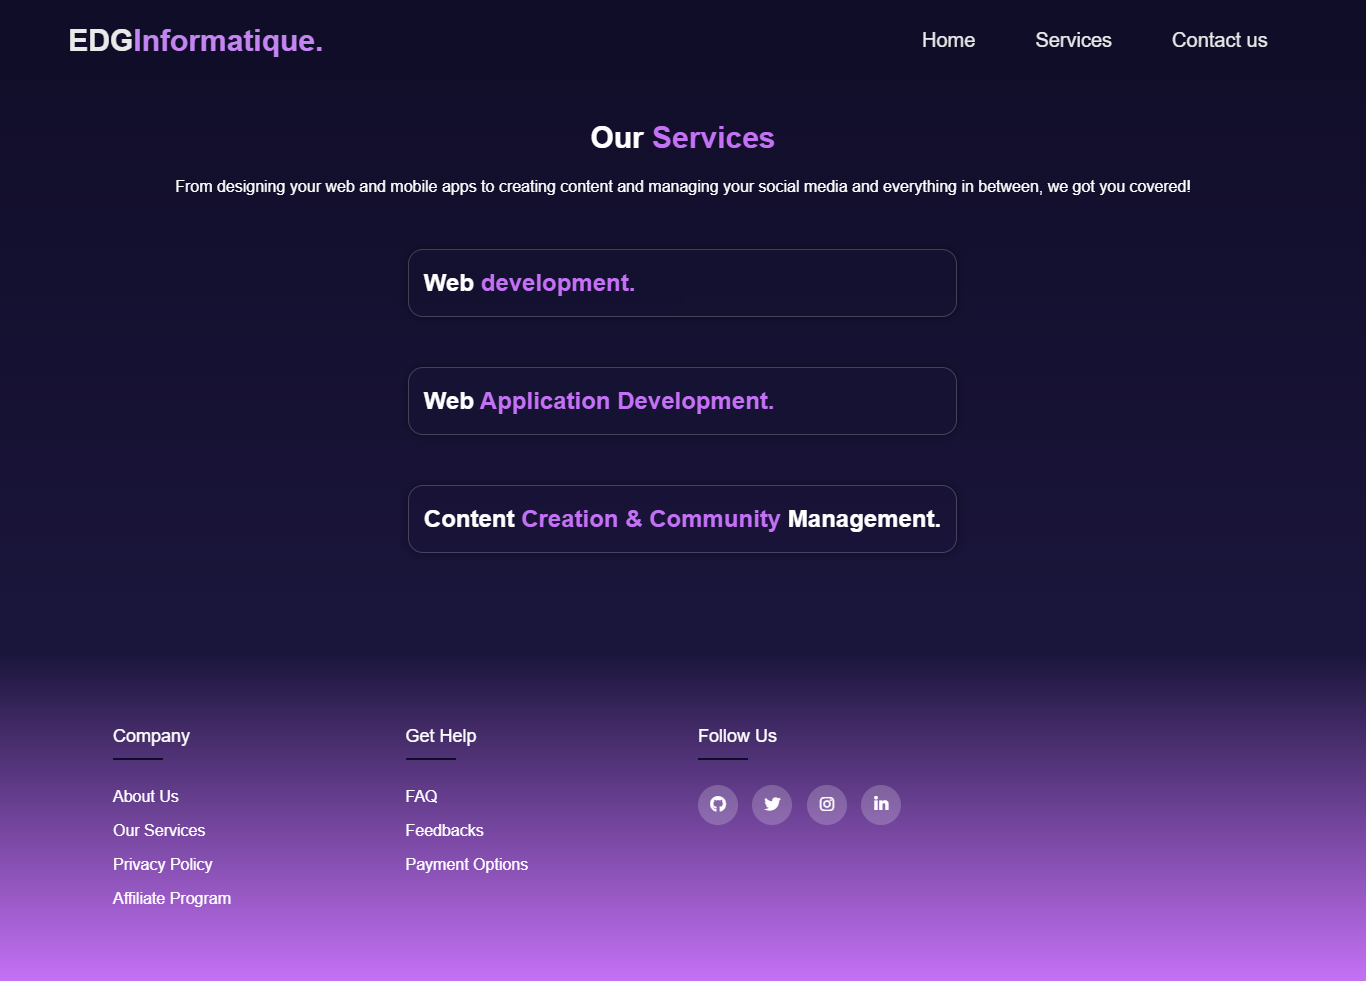 EDGInformatique.
Home Services Contact us
Our Services
From designing your web and mobile apps to creating content and managing your social media and everything in between, we got you covered!
Web development.
Web Application Development.
Content Creation & Community Management.
Company
About Us
Our Services
Privacy Policy
Affiliate Program
Get Help
FAQ
Feedbacks
Payment Options
Follow Us